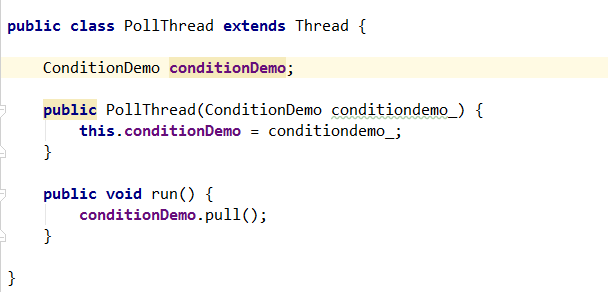 public class PollThread extends Thread {
ConditionDemo conditionDemo;
public PollThread(ConditionDemo conditiondemo_) {
this.conditionDemo = conditiondemo_;
}
public void run() {
conditionDemo.pull();
}
}